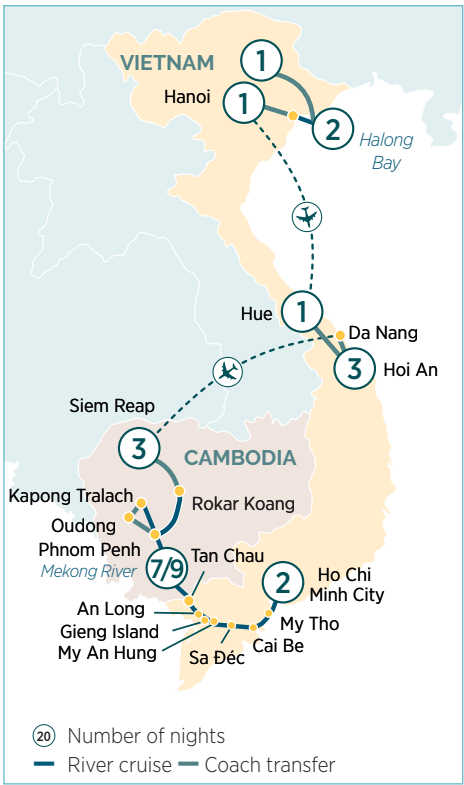 VIETNAM
1
Hanoi
1
2
Halong
Bay
Hue
1
Da Nang
3
Hoi An
Siem Reap
3
CAMBODIA
Kapong Tralach
Rokar Koang
Oudong
Phnom Penh
Mekong River
7/9
Tan Chau
2
Ho Chi
Minh City
An Long
Gieng Island
My An Hung
Sa Déc
Cai Be
My Tho
20 Number of nights
River cruise
Coach transfer